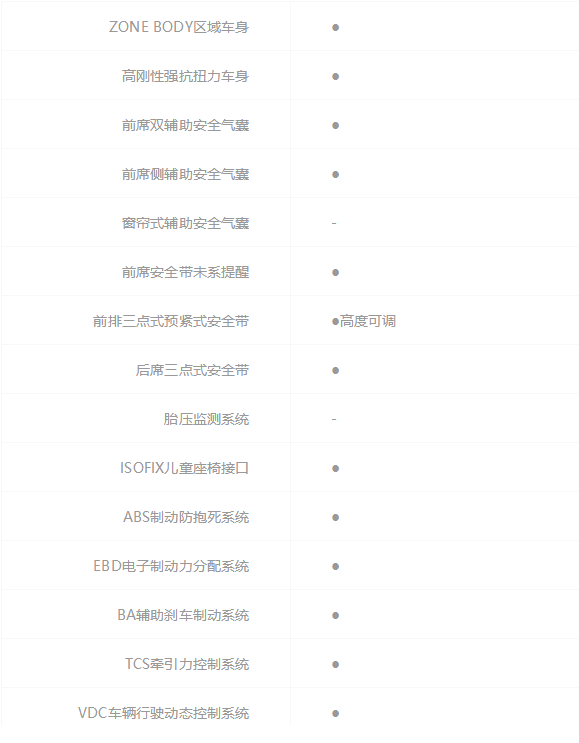 ZONE BODY区域车身 ●
高刚性强抗扭力车身 ●
前席双辅助安全气囊 ●
前席侧辅助安全气囊 ●
窗帘式辅助安全气囊 -
前席安全带未系提醒 ●
前排三点式预紧式安全带 ●高度可调
后席三点式安全带 ●
胎压监测系统 -
ISOFIX儿童座椅接口 ●
ABS制动防抱死系统 ●
EBD电子制动力分配系统 ●
BA辅助刹车制动系统 ●
TCS牵引力控制系统 ●
VDC车辆行驶动态控制系统 ●